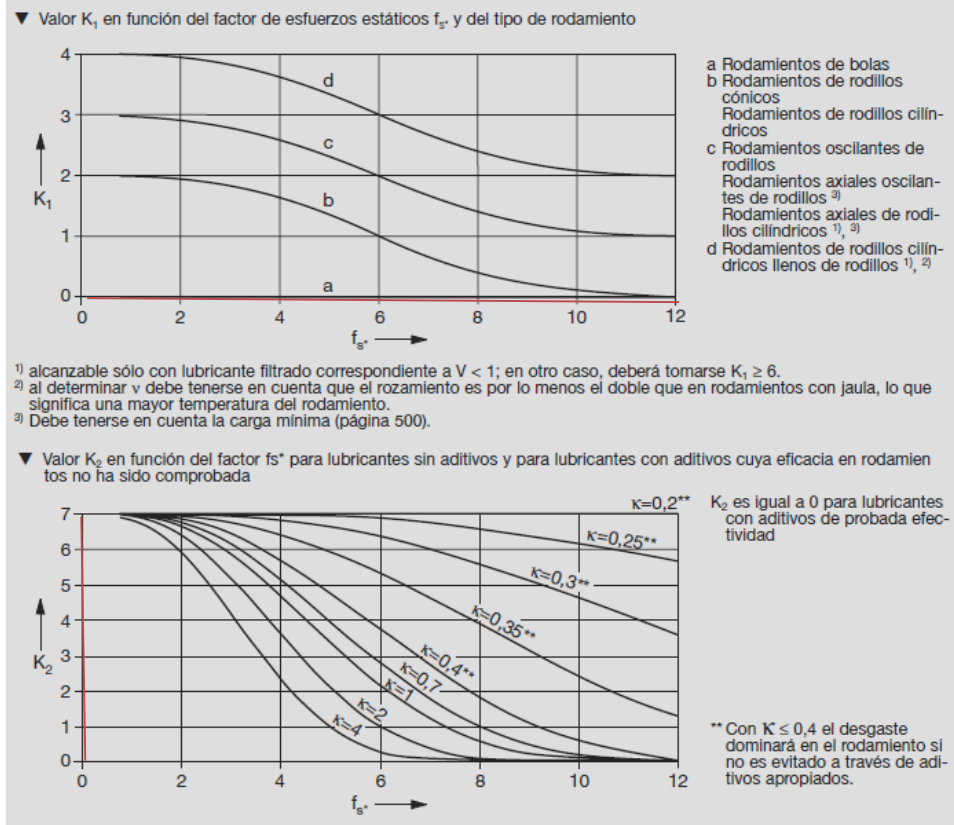 ▼ Valor K₁ en función del factor de esfuerzos estáticos fₛ* y del tipo de rodamiento
4
3
2
1
0
K₁
d
c
b
a
0 2 4 6 8 10 12
fₛ*
a Rodamientos de bolas
b Rodamientos de rodillos
cónicos
Rodamientos de rodillos cilín-
dricos
c Rodamientos oscilantes de
rodillos
Rodamientos axiales oscilan-
tes de rodillos ³⁾
Rodamientos axiales de rodi-
llos cilíndricos ¹⁾, ³⁾
d Rodamientos de rodillos cilín-
dricos llenos de rodillos ¹⁾, ²⁾
¹⁾ alcanzable sólo con lubricante filtrado correspondiente a V < 1; en otro caso, deberá tomarse K₁ ≥ 6.
²⁾ al determinar ν debe tenerse en cuenta que el rozamiento es por lo menos el doble que en rodamientos con jaula, lo que
significa una mayor temperatura del rodamiento.
³⁾ Debe tenerse en cuenta la carga mínima (página 500).
▼ Valor K₂ en función del factor fs* para lubricantes sin aditivos y para lubricantes con aditivos cuya eficacia en rodamien
tos no ha sido comprobada
7
6
5
4
3
2
1
0
K₂
κ=0,2**
κ=0,25**
κ=0,3**
κ=0,35**
κ=0,4**
κ=0,7
κ=1
κ=2
κ=4
0 2 4 6 8 10 12
fₛ*
K₂ es igual a 0 para lubricantes
con aditivos de probada efec-
tividad
** Con κ ≤ 0,4 el desgaste
dominará en el rodamiento si
no es evitado a través de adi-
tivos apropiados.